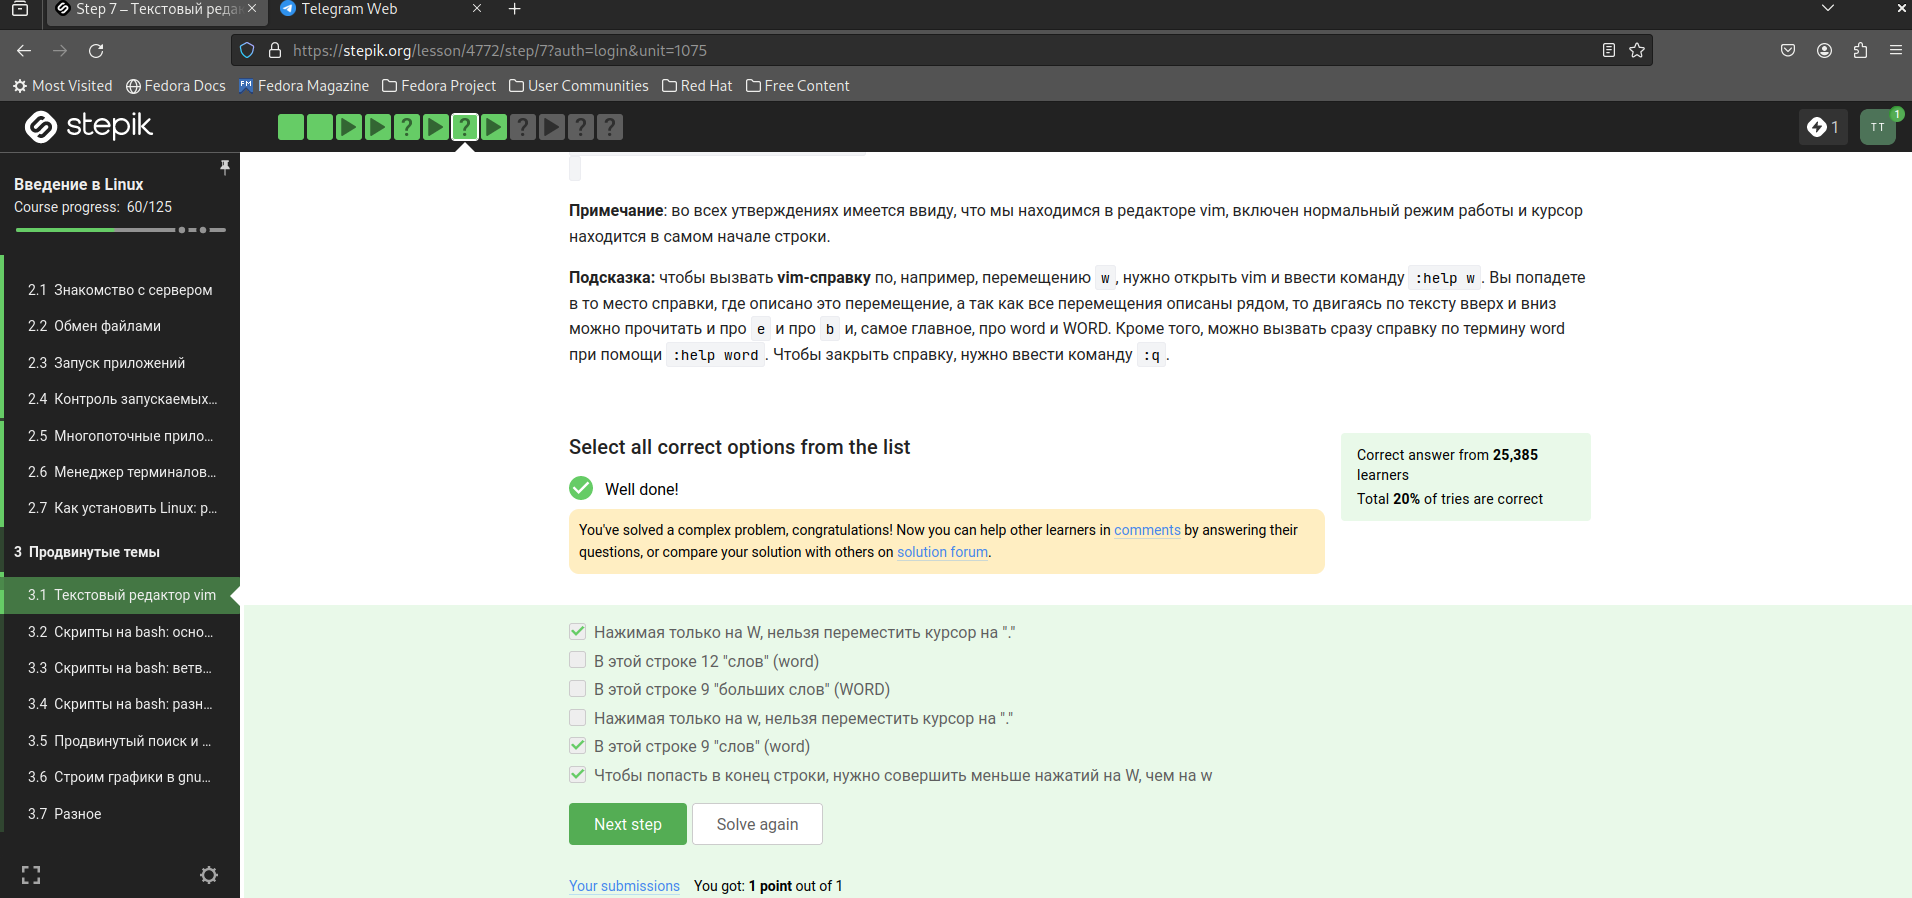 Step 7 – Текстовый реда
Telegram Web
https://stepik.org/lesson/4772/step/7?auth=login&unit=1075
Most Visited
Fedora Docs
Fedora Magazine
Fedora Project
User Communities
Red Hat
Free Content
stepik
1
TT
1
Введение в Linux
Course progress: 60/125
2.1 Знакомство с сервером
2.2 Обмен файлами
2.3 Запуск приложений
2.4 Контроль запускаемых…
2.5 Многопоточные прило…
2.6 Менеджер терминалов…
2.7 Как установить Linux: р…
3 Продвинутые темы
3.1 Текстовый редактор vim
3.2 Скрипты на bash: осно…
3.3 Скрипты на bash: ветв…
3.4 Скрипты на bash: разн…
3.5 Продвинутый поиск и …
3.6 Строим графики в gnu…
3.7 Разное
Примечание: во всех утверждениях имеется ввиду, что мы находимся в редакторе vim, включен нормальный режим работы и курсор
находится в самом начале строки.
Подсказка: чтобы вызвать vim-справку по, например, перемещению w, нужно открыть vim и ввести команду :help w. Вы попадете
в то место справки, где описано это перемещение, а так как все перемещения описаны рядом, то двигаясь по тексту вверх и вниз
можно прочитать и про e и про b и, самое главное, про word и WORD. Кроме того, можно вызвать сразу справку по термину word
при помощи :help word. Чтобы закрыть справку, нужно ввести команду :q.
Select all correct options from the list
Well done!
You've solved a complex problem, congratulations! Now you can help other learners in comments by answering their
questions, or compare your solution with others on solution forum.
Correct answer from 25,385
learners
Total 20% of tries are correct
Нажимая только на W, нельзя переместить курсор на "."
В этой строке 12 "слов" (word)
В этой строке 9 "больших слов" (WORD)
Нажимая только на w, нельзя переместить курсор на "."
В этой строке 9 "слов" (word)
Чтобы попасть в конец строки, нужно совершить меньше нажатий на W, чем на w
Next step
Solve again
Your submissions
You got: 1 point out of 1